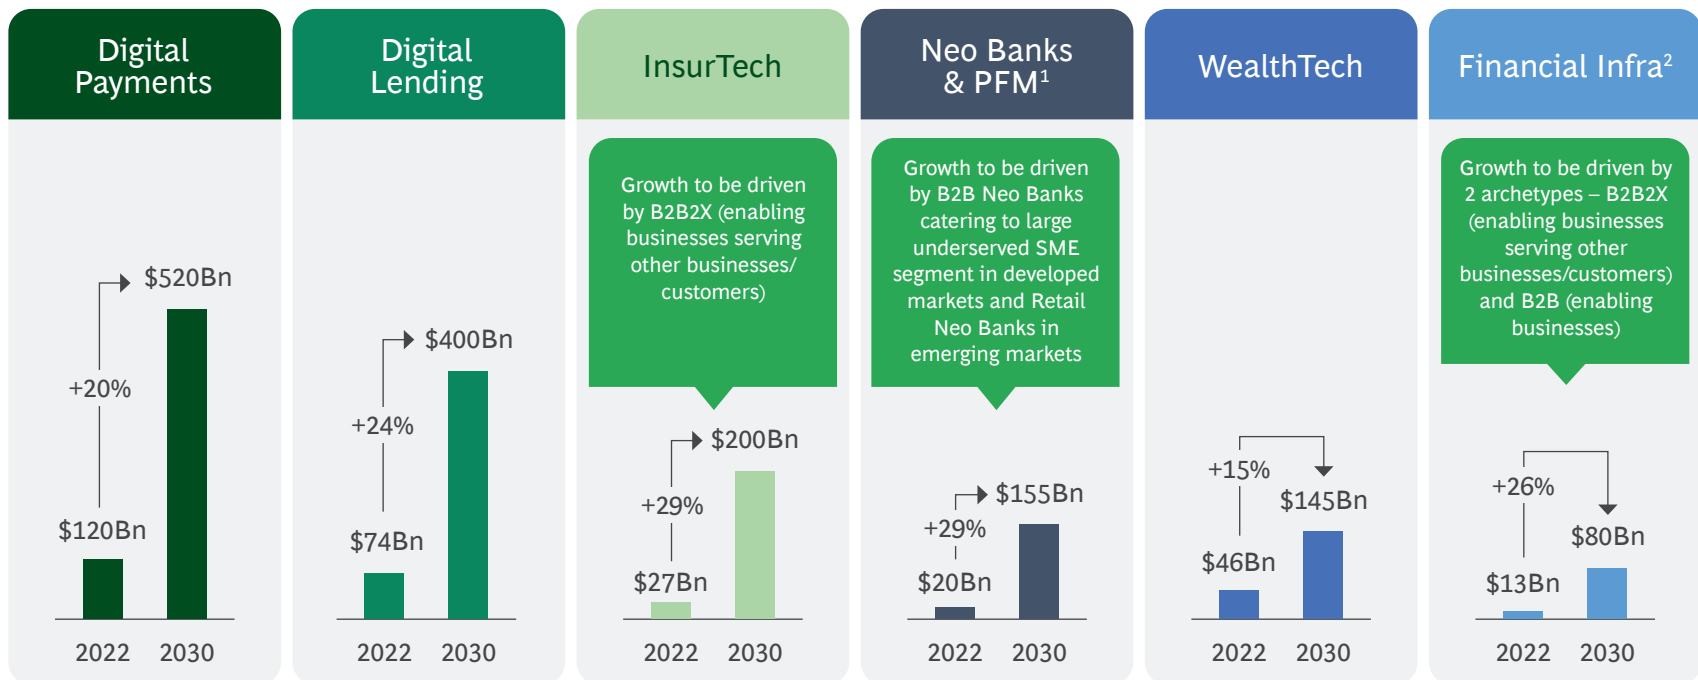 Digital
Payments
$520Bn
+20%
$120Bn
2022 2030
Digital
Lending
$400Bn
+24%
$74Bn
2022 2030
InsurTech
Growth to be driven
by B2B2X (enabling
businesses serving
other businesses/
customers)
$200Bn
+29%
$27Bn
2022 2030
Neo Banks
& PFM¹
Growth to be driven
by B2B Neo Banks
catering to large
underserved SME
segment in developed
markets and Retail
Neo Banks in
emerging markets
$155Bn
+29%
$20Bn
2022 2030
WealthTech
+15%
$145Bn
$46Bn
2022 2030
Financial Infra²
Growth to be driven by
2 archetypes – B2B2X
(enabling businesses
serving other
businesses/customers)
and B2B (enabling
businesses)
+26%
$80Bn
$13Bn
2022 2030